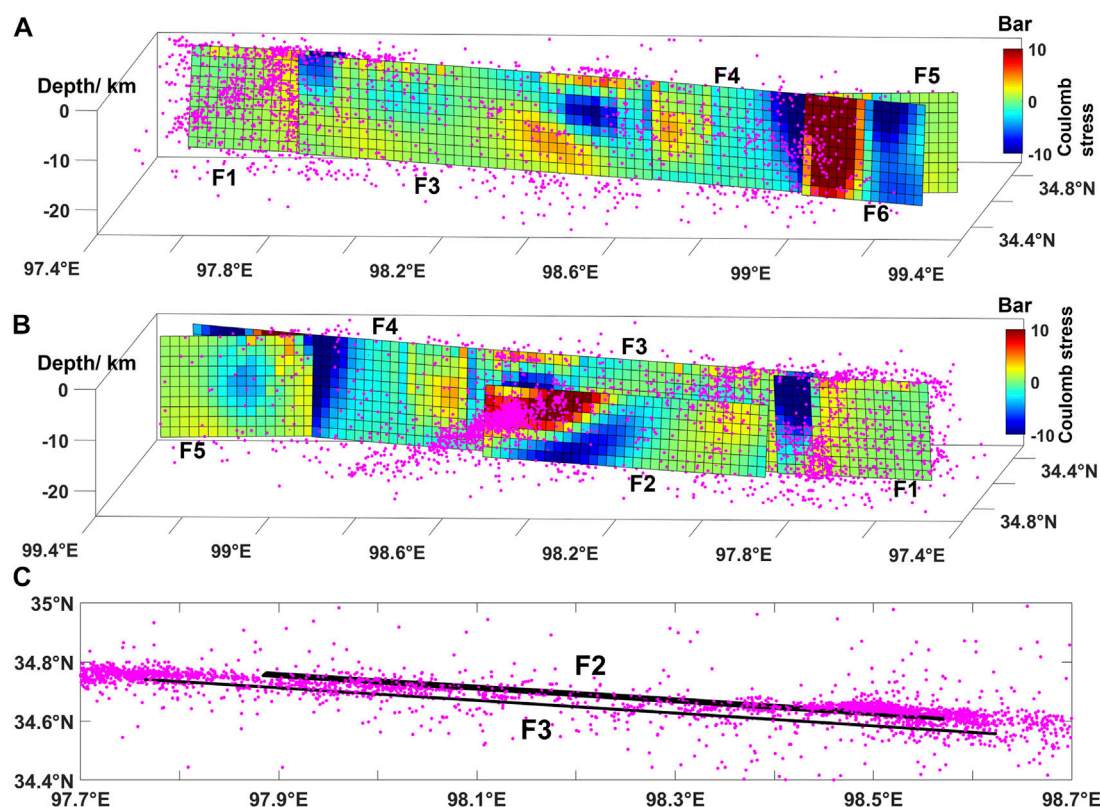 A
Bar
Depth/ km
F4
F5
10
0
-10
Coulomb
stress
0
-10
-20
F1
F3
F6
34.8°N
34.4°N
97.4°E
97.8°E
98.2°E
98.6°E
99°E
99.4°E
B
Bar
Depth/ km
F4
F3
10
0
-10
Coulomb stress
0
-10
-20
F5
F2
F1
34.4°N
34.8°N
99.4°E
99°E
98.6°E
98.2°E
97.8°E
97.4°E
C
35°N
34.8°N
34.6°N
34.4°N
F2
F3
97.7°E
97.9°E
98.1°E
98.3°E
98.5°E
98.7°E